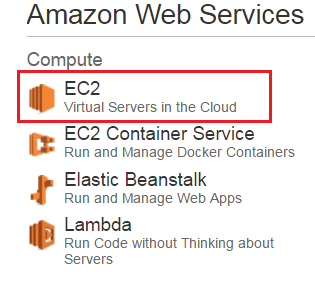 Amazon Web Services
Compute
EC2
Virtual Servers in the Cloud
EC2 Container Service
Run and Manage Docker Containers
Elastic Beanstalk
Run and Manage Web Apps
Lambda
Run Code without Thinking about
Servers